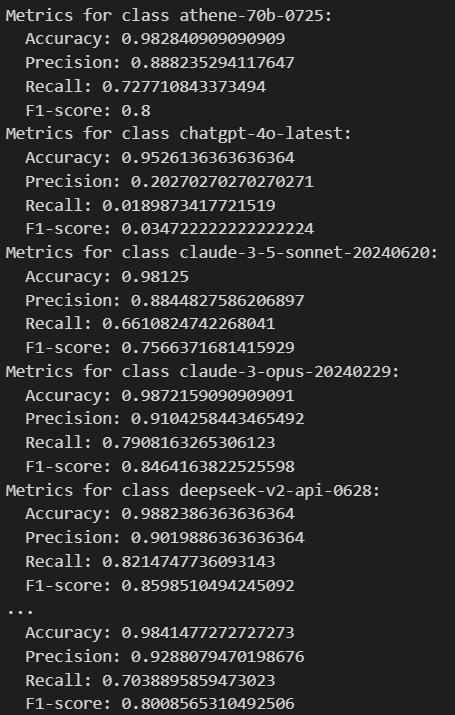 Metrics for class athene-70b-0725:
Accuracy: 0.982840909090909
Precision: 0.888235294117647
Recall: 0.727710843373494
F1-score: 0.8
Metrics for class chatgpt-4o-latest:
Accuracy: 0.9526136363636364
Precision: 0.20270270270270271
Recall: 0.0189873417721519
F1-score: 0.034722222222222224
Metrics for class claude-3-5-sonnet-20240620:
Accuracy: 0.98125
Precision: 0.8844827586206897
Recall: 0.6610824742268041
F1-score: 0.7566371681415929
Metrics for class claude-3-opus-20240229:
Accuracy: 0.9872159090909091
Precision: 0.9104258443465492
Recall: 0.7908163265306123
F1-score: 0.8464163822525598
Metrics for class deepseek-v2-api-0628:
Accuracy: 0.9882386363636364
Precision: 0.9019886363636364
Recall: 0.8214747736093143
F1-score: 0.8598510494245092
...
Accuracy: 0.9841477272727273
Precision: 0.9288079470198676
Recall: 0.7038895859473023
F1-score: 0.8008565310492506